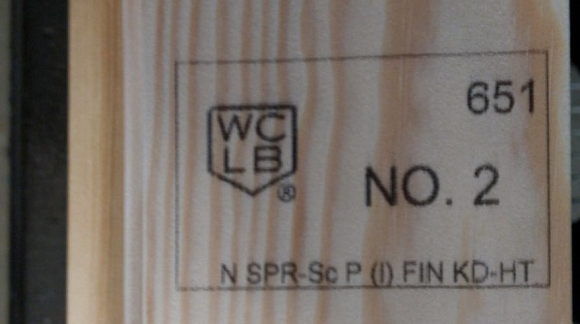 651
WC
LB
®
NO. 2
N SPR-Sc P (I) FIN KD-HT